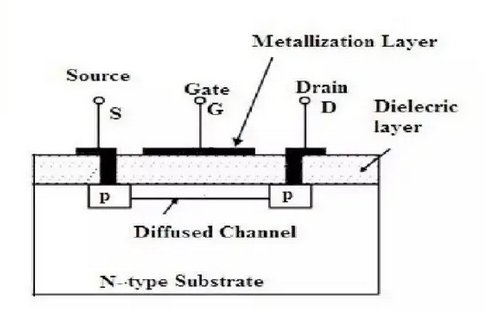 Metallization Layer
Source
Gate
Drain
S
G
D
Dielecric
layer
p
p
Diffused Channel
N-type Substrate